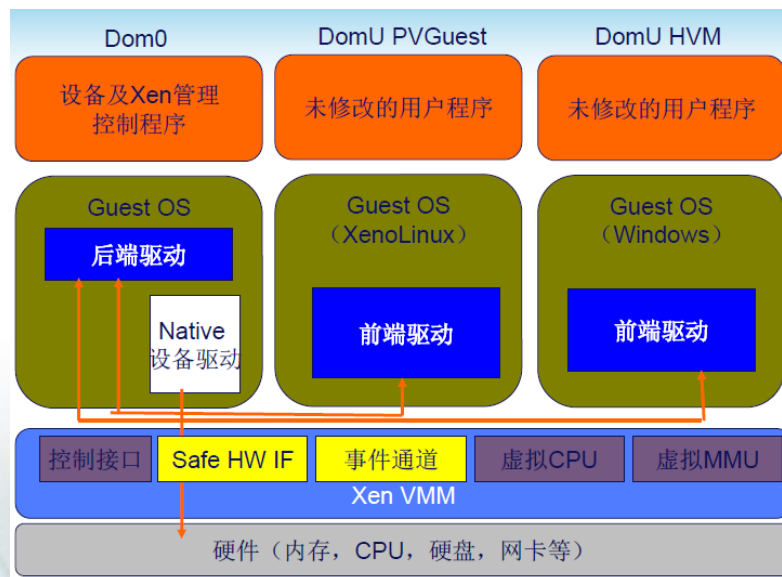 Dom0
DomU PVGuest
DomU HVM
设备及Xen管理
控制程序
未修改的用户程序
未修改的用户程序
Guest OS
后端驱动
Native
设备驱动
Guest OS
（XenoLinux）
前端驱动
Guest OS
（Windows）
前端驱动
控制接口
Safe HW IF
事件通道
虚拟CPU
虚拟MMU
Xen VMM
硬件（内存，CPU，硬盘，网卡等）